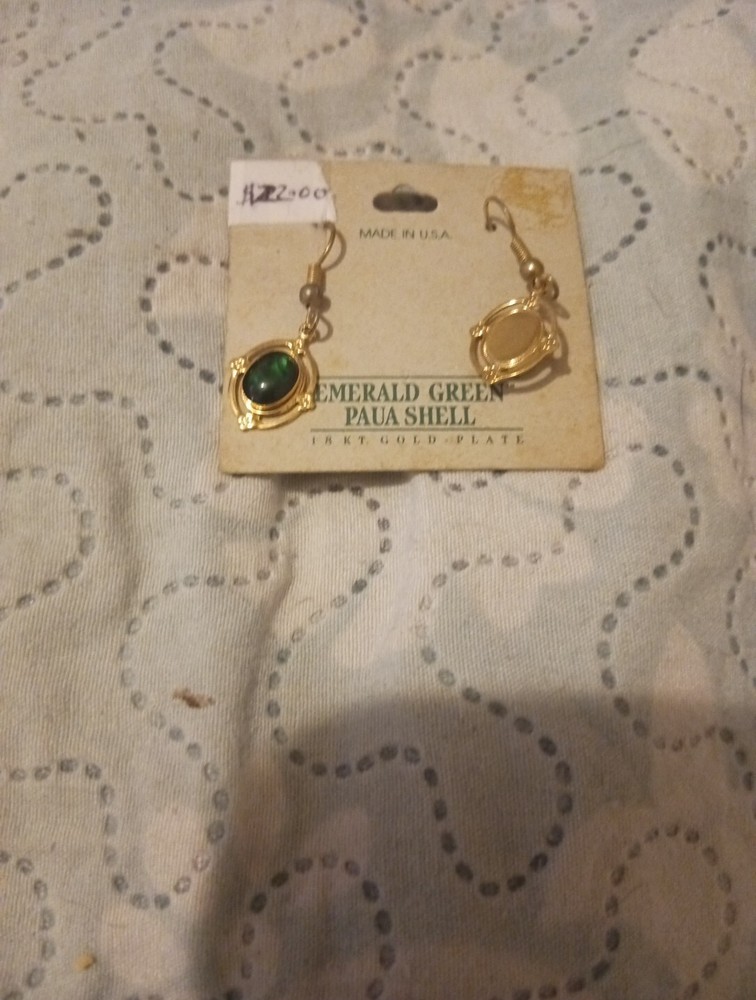 MADE IN U.S.A.
EMERALD GREEN
PAUA SHELL
18 KT. GOLD-PLATE